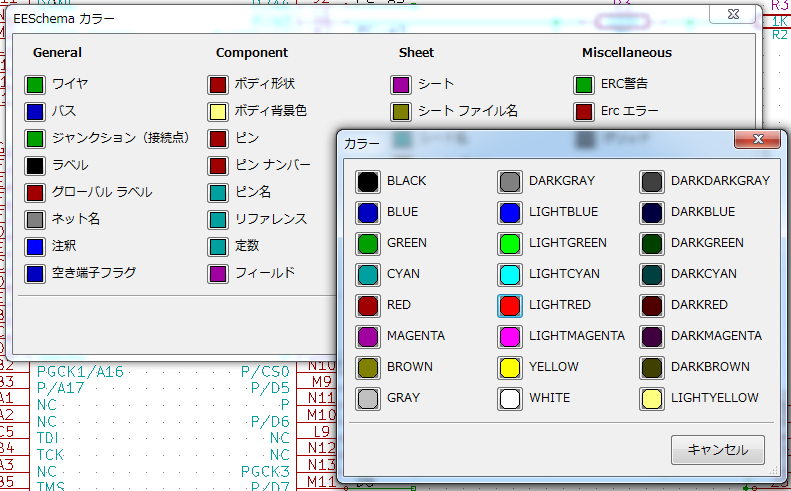 R3
1K
R2
EESchema カラー
General
Component
Sheet
Miscellaneous
ワイヤ
ボディ形状
シート
ERC警告
バス
ボディ背景色
シート ファイル名
Erc エラー
ジャンクション（接続点）
ピン
ラベル
ピン ナンバー
グローバル ラベル
ピン名
ネット名
リファレンス
注釈
定数
空き端子フラグ
フィールド
カラー
BLACK
DARKGRAY
DARKDARKGRAY
BLUE
LIGHTBLUE
DARKBLUE
GREEN
LIGHTGREEN
DARKGREEN
CYAN
LIGHTCYAN
DARKCYAN
RED
LIGHTRED
DARKRED
MAGENTA
LIGHTMAGENTA
DARKMAGENTA
BROWN
YELLOW
DARKBROWN
GRAY
WHITE
LIGHTYELLOW
キャンセル
B2 PGCK1/A16 P/CS0 N10
B3 P/A17 P/D5 M9
A1 NC P N11
A2 NC P/D6 M10
C5 TDI NC L9
B4 TCK NC N12
A3 NC PGCK3 N13
B5 TMS P/D7 M11